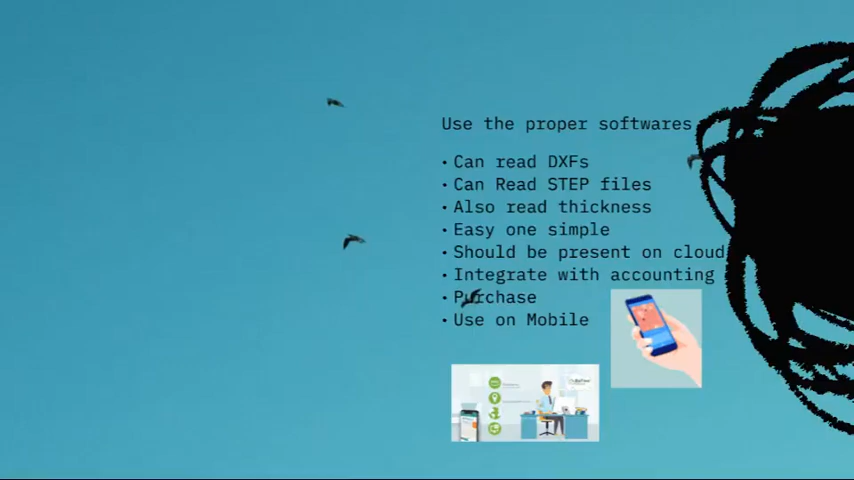 Use the proper softwares
• Can read DXFs
• Can Read STEP files
• Also read thickness
• Easy one simple
• Should be present on cloud
• Integrate with accounting
• Purchase
• Use on Mobile